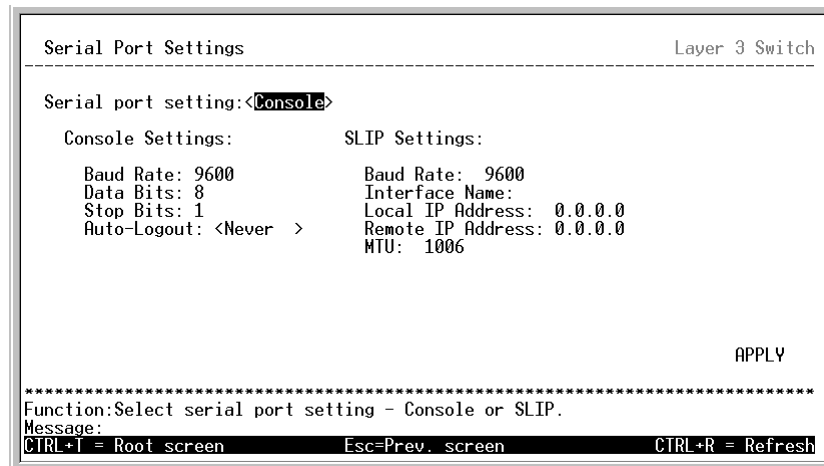 Serial Port Settings Layer 3 Switch
Serial port setting:<Console>
Console Settings: SLIP Settings:
Baud Rate: 9600 Baud Rate: 9600
Data Bits: 8 Interface Name:
Stop Bits: 1 Local IP Address: 0.0.0.0
Auto-Logout: <Never > Remote IP Address: 0.0.0.0
MTU: 1006
APPLY
*******************************************************************************
Function:Select serial port setting - Console or SLIP.
Message:
CTRL+T = Root screen Esc=Prev. screen CTRL+R = Refresh